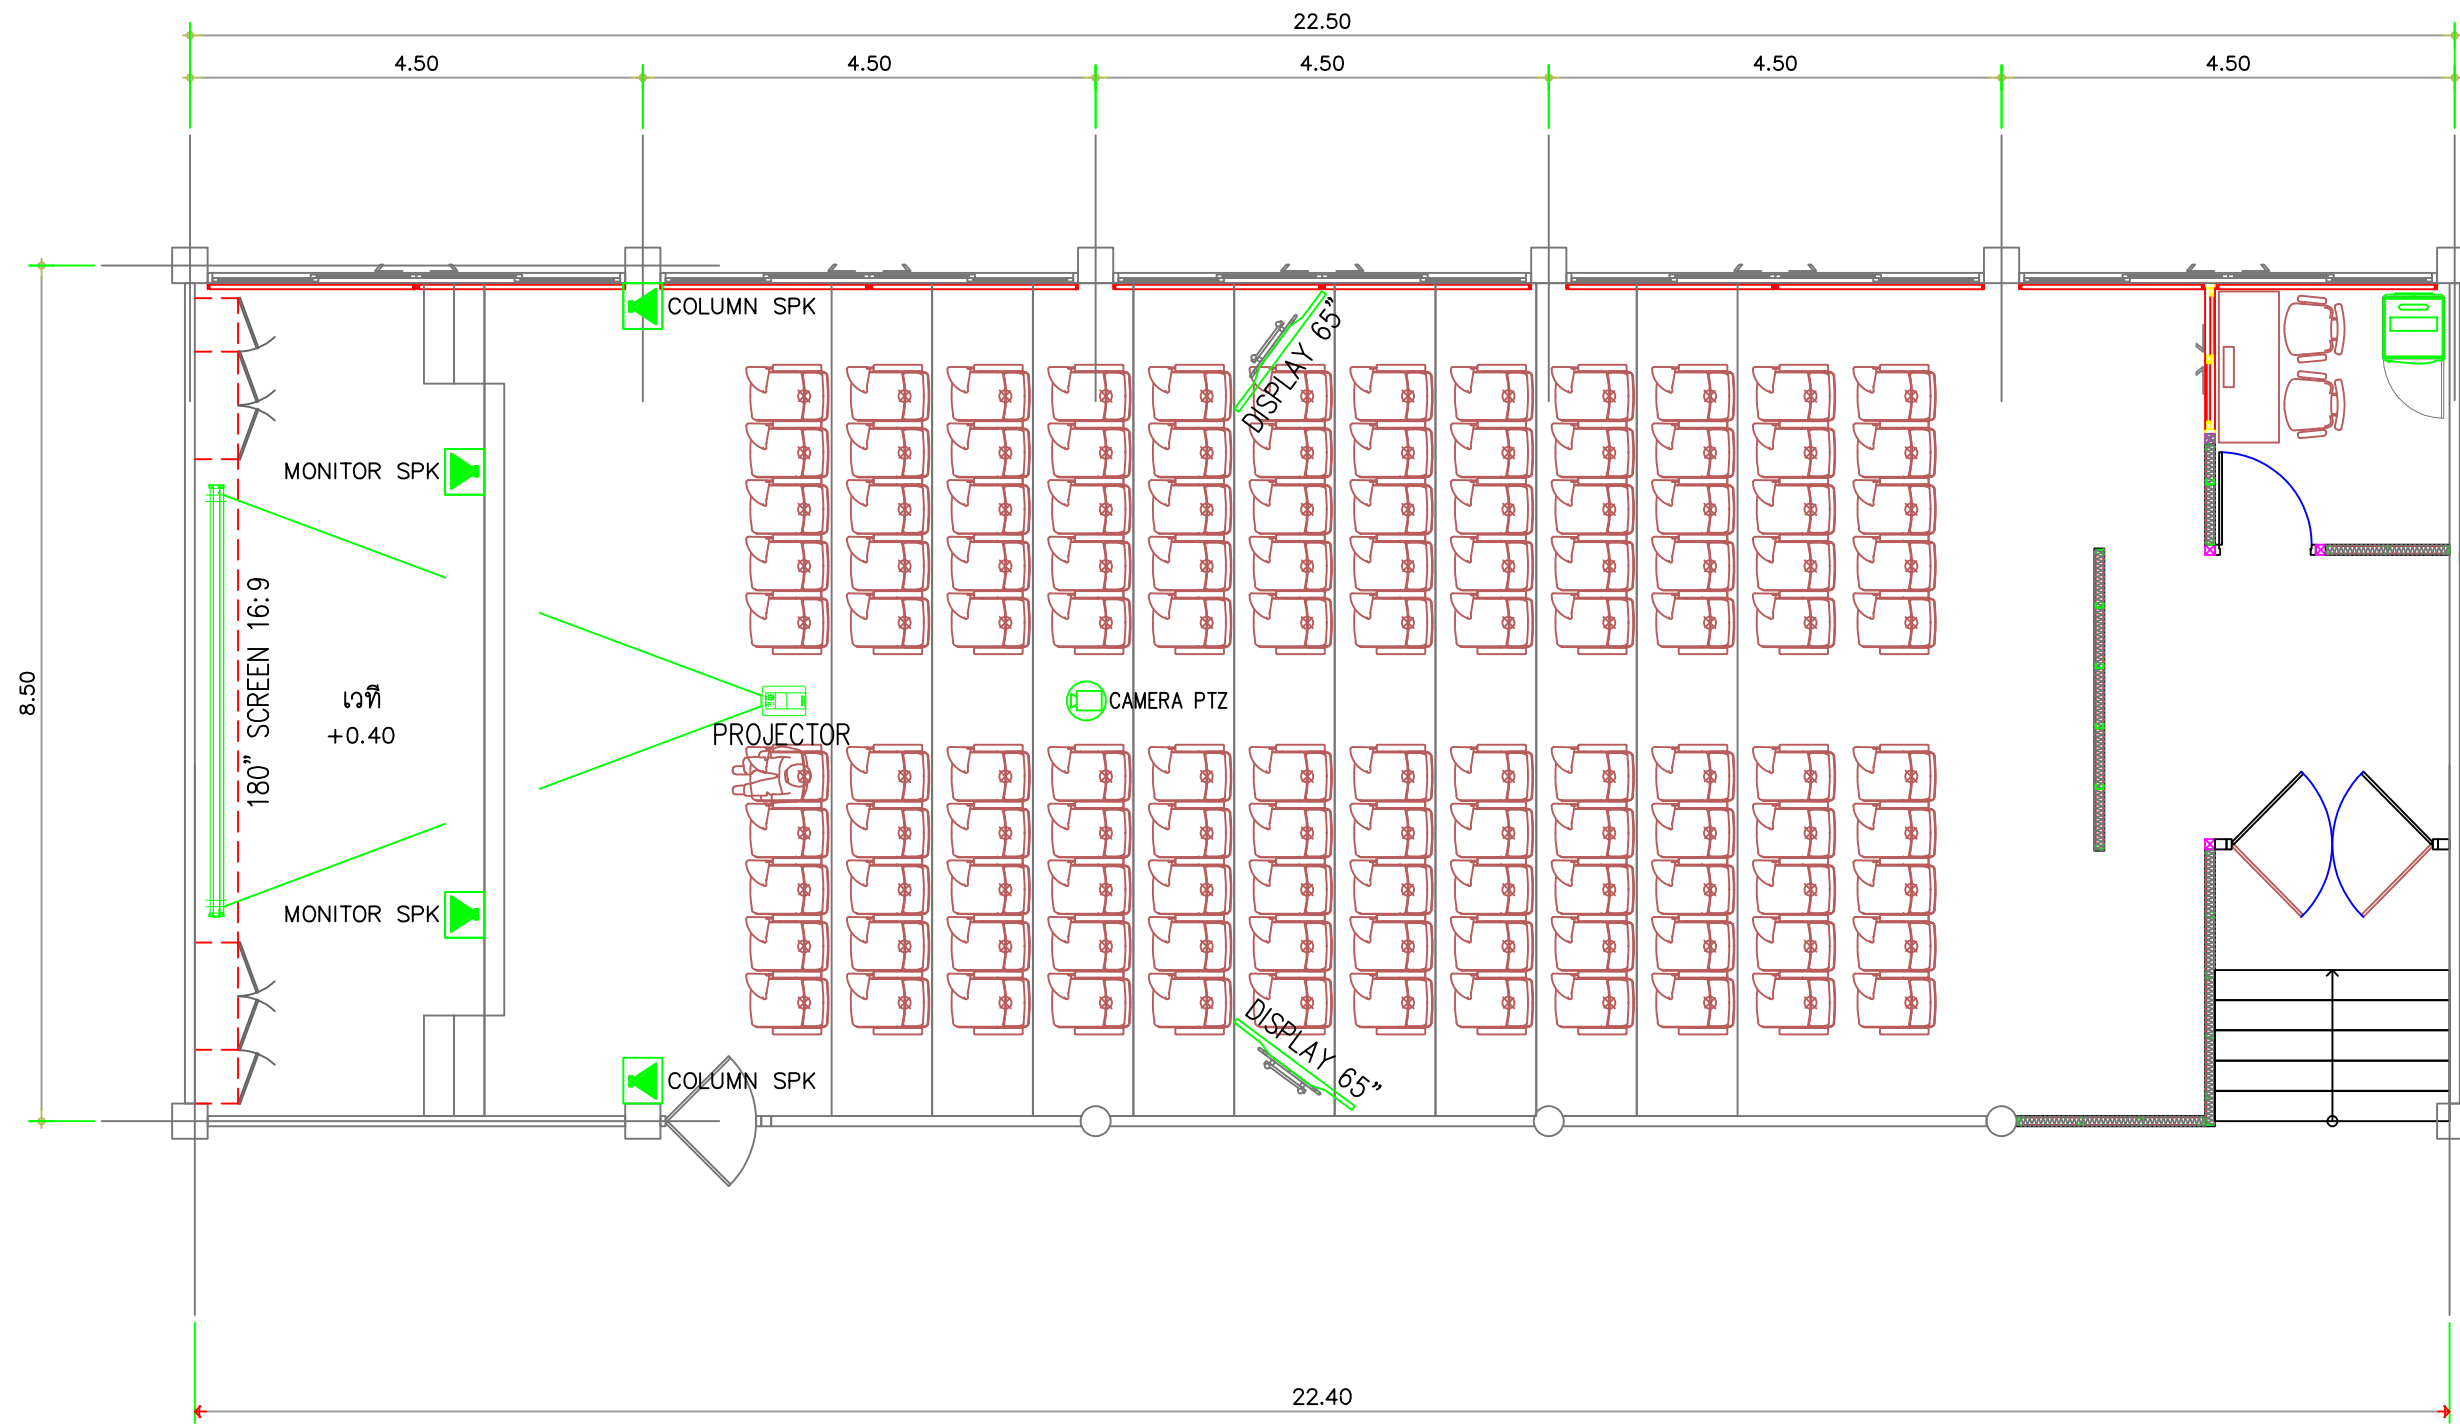 22.50
4.50
4.50
4.50
4.50
4.50
COLUMN SPK
DISPLAY 65"
MONITOR SPK
8.50
180" SCREEN 16:9
เวที
+0.40
PROJECTOR
CAMERA PTZ
MONITOR SPK
DISPLAY 65"
COLUMN SPK
22.40